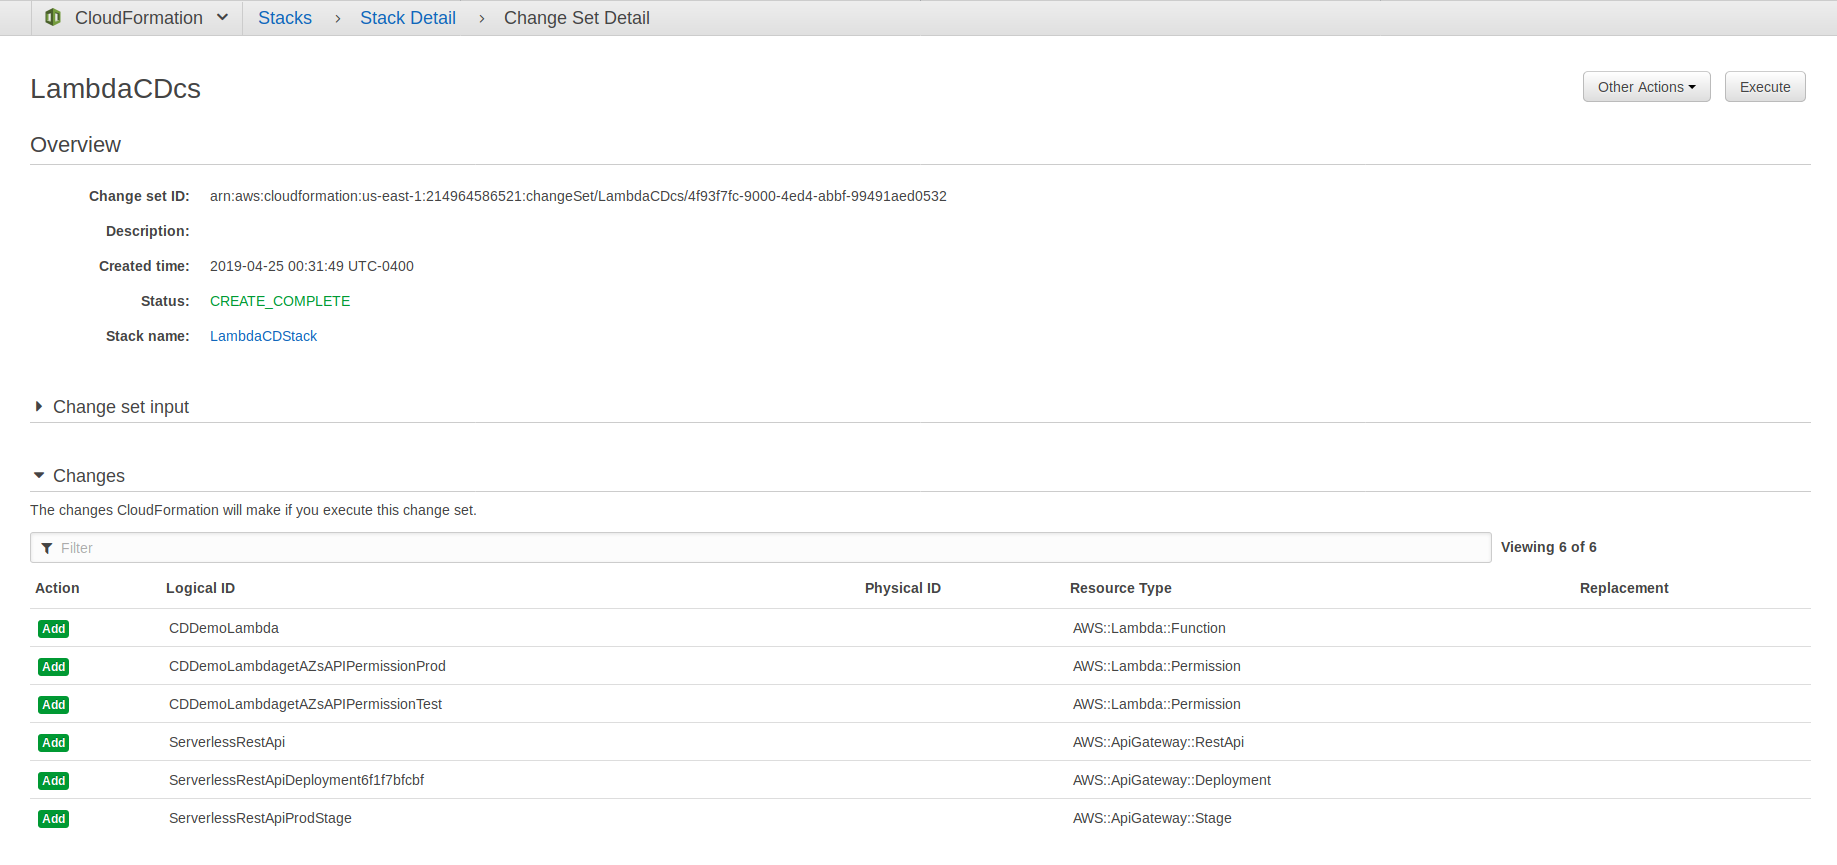 CloudFormation Stacks Stack Detail Change Set Detail
LambdaCDcs
Other Actions Execute
Overview
Change set ID: arn:aws:cloudformation:us-east-1:214964586521:changeSet/LambdaCDcs/4f93f7fc-9000-4ed4-abbf-99491aed0532
Description:
Created time: 2019-04-25 00:31:49 UTC-0400
Status: CREATE_COMPLETE
Stack name: LambdaCDStack
Change set input
Changes
The changes CloudFormation will make if you execute this change set.
Filter Viewing 6 of 6
Action Logical ID Physical ID Resource Type Replacement
Add CDDemoLambda AWS::Lambda::Function
Add CDDemoLambdagetAZsAPIPermissionProd AWS::Lambda::Permission
Add CDDemoLambdagetAZsAPIPermissionTest AWS::Lambda::Permission
Add ServerlessRestApi AWS::ApiGateway::RestApi
Add ServerlessRestApiDeployment6f1f7bfcbf AWS::ApiGateway::Deployment
Add ServerlessRestApiProdStage AWS::ApiGateway::Stage